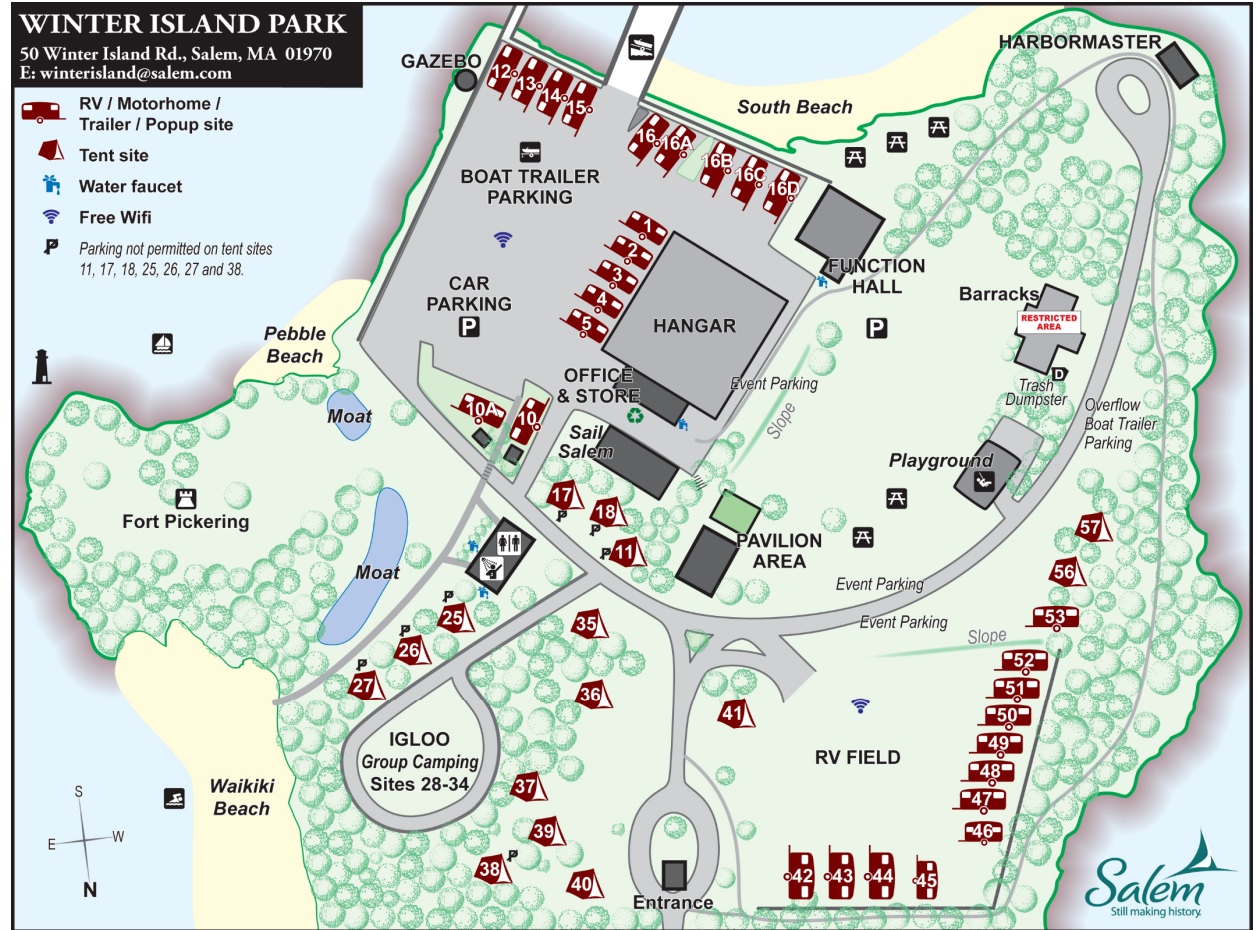 WINTER ISLAND PARK
50 Winter Island Rd., Salem, MA 01970
E: winterisland@salem.com
RV / Motorhome /
Trailer / Popup site
Tent site
Water faucet
Free Wifi
P
Parking not permitted on tent sites
11, 17, 18, 25, 26, 27 and 38.
GAZEBO
12
13
14
15
BOAT TRAILER
PARKING
16
16A
16B
16C
16D
South Beach
HARBORMASTER
1
2
3
4
5
CAR
PARKING
P
HANGAR
FUNCTION
HALL
P
Barracks
RESTRICTED
AREA
D
Trash
Dumpster
Overflow
Boat Trailer
Parking
Pebble
Beach
Moat
OFFICE
& STORE
Event Parking
Slope
10A
10
Sail
Salem
Playground
Fort Pickering
Moat
17
P
18
P
11
P
PAVILION
AREA
57
56
53
Event Parking
Event Parking
Slope
25
P
26
P
27
P
35
36
41
52
51
50
49
48
47
46
RV FIELD
IGLOO
Group Camping
Sites 28-34
Waikiki
Beach
37
39
38
P
40
42
43
44
45
Entrance
S
E
W
N
Salem
Still making history.